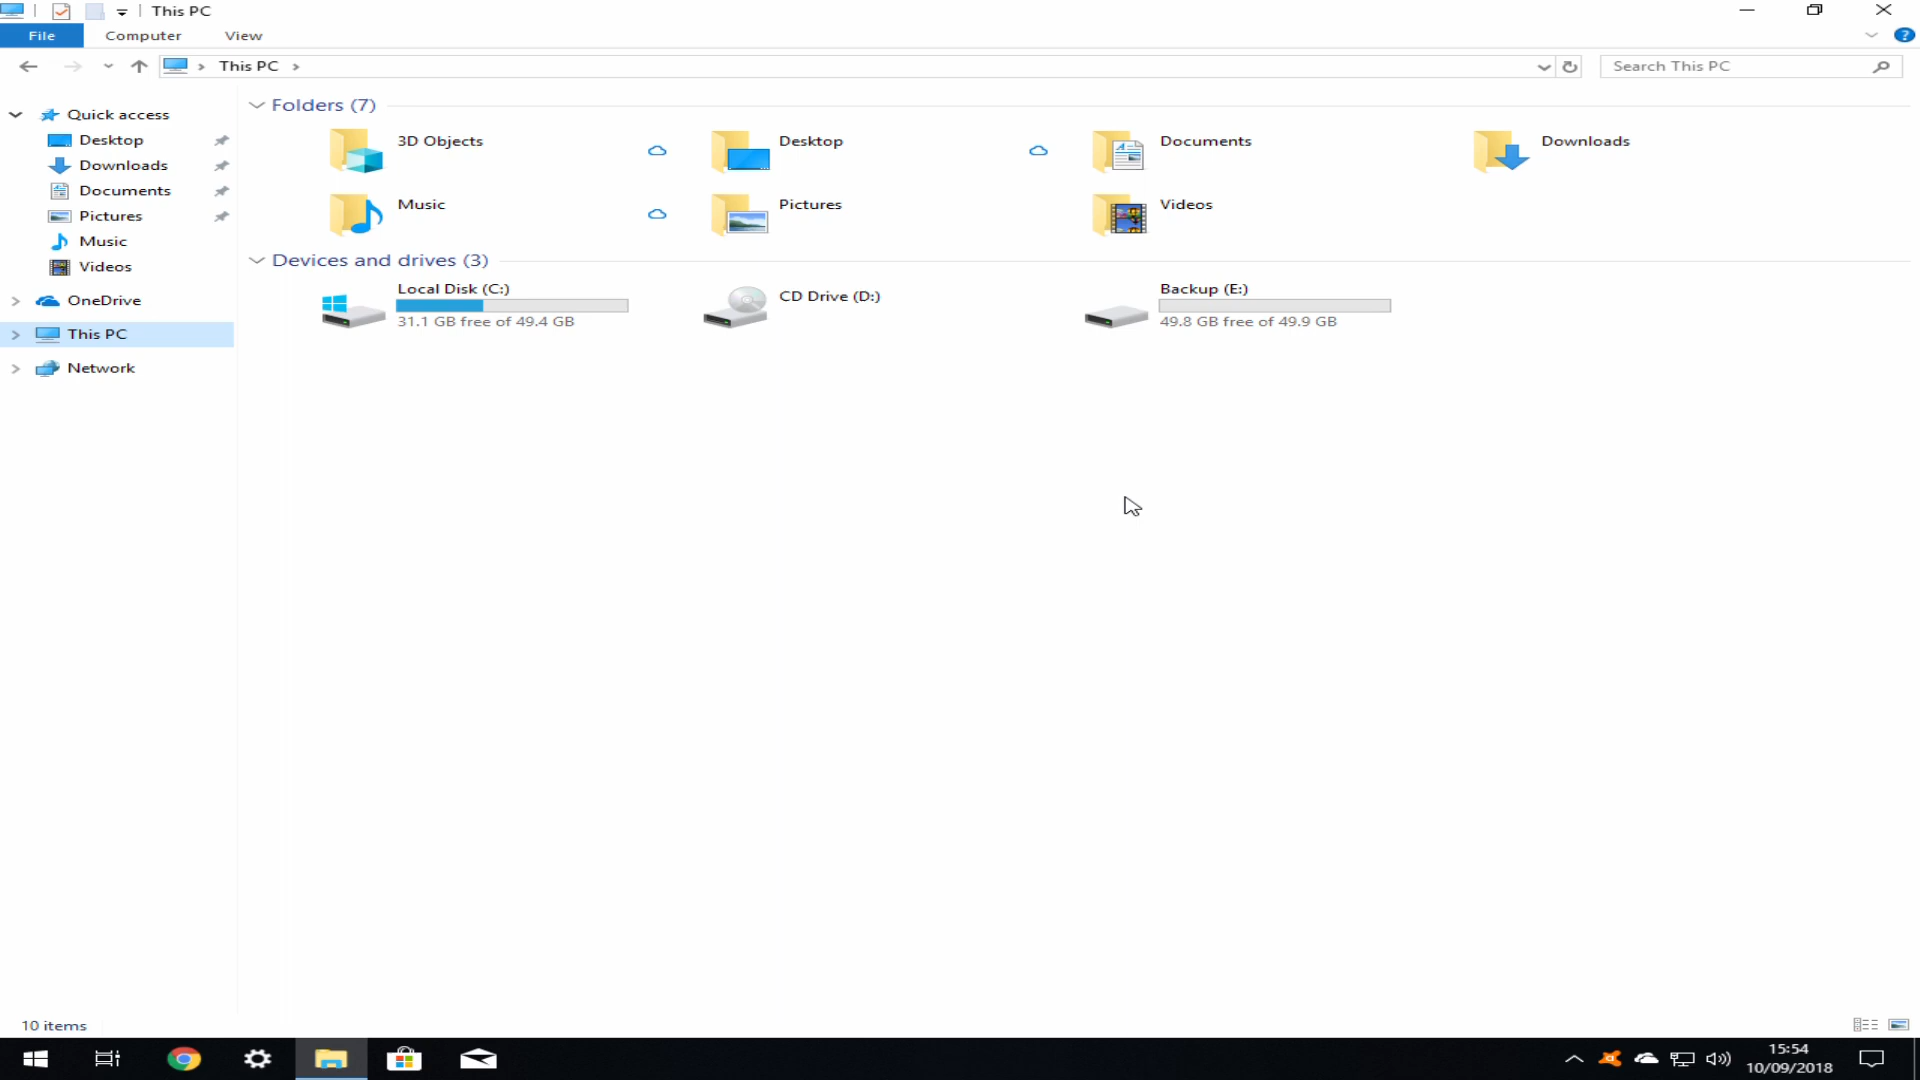 This PC
File Computer View
This PC
Search This PC
Quick access
Desktop
Downloads
Documents
Pictures
Music
Videos
OneDrive
This PC
Network
Folders (7)
3D Objects
Desktop
Documents
Downloads
Music
Pictures
Videos
Devices and drives (3)
Local Disk (C:)
31.1 GB free of 49.4 GB
CD Drive (D:)
Backup (E:)
49.8 GB free of 49.9 GB
10 items
15:54
10/09/2018